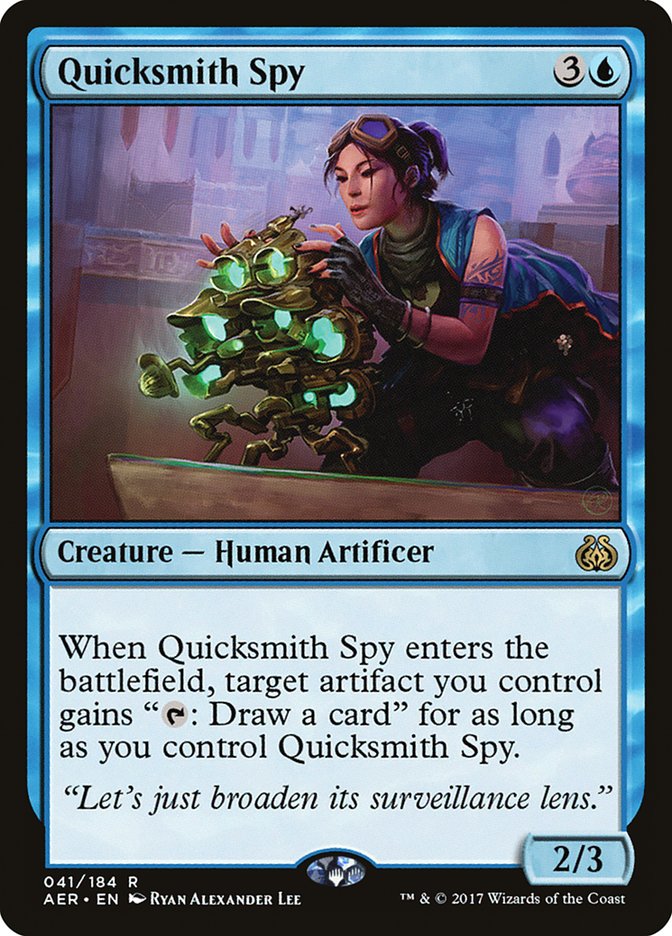 Quicksmith Spy 3
Creature — Human Artificer
When Quicksmith Spy enters the
battlefield, target artifact you control
gains “: Draw a card” for as long
as you control Quicksmith Spy.
“Let’s just broaden its surveillance lens.”
2/3
041/184 R
AER • EN Ryan Alexander Lee
™ & © 2017 Wizards of the Coast